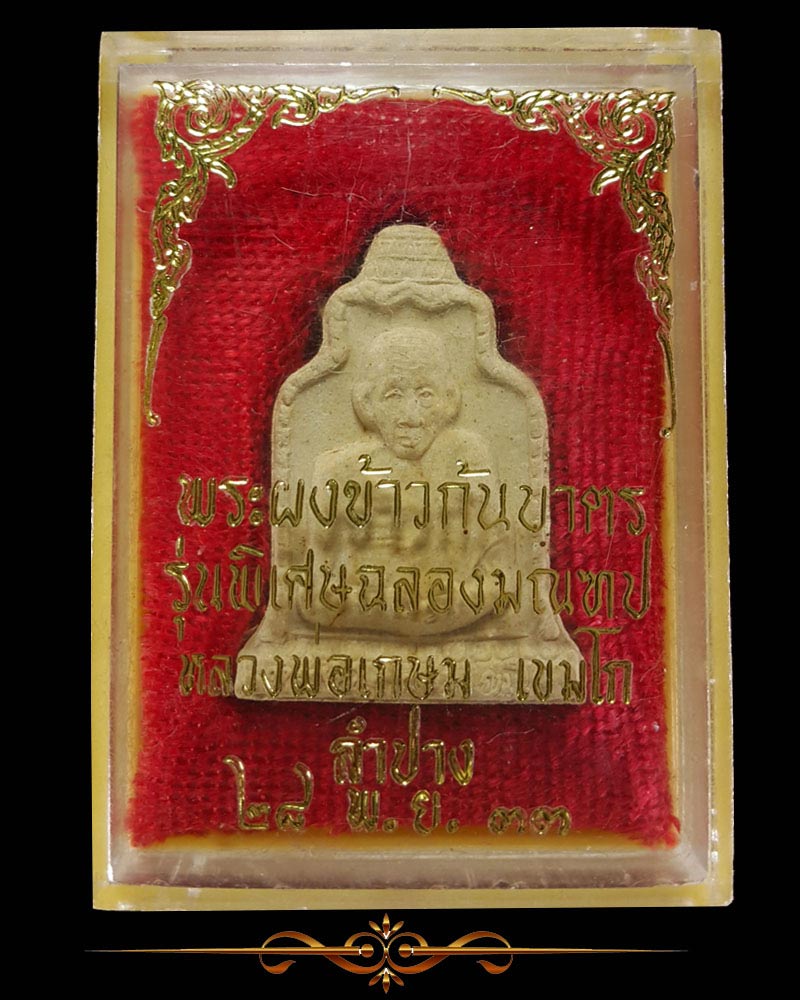 พระผงข้าวก้นบาตร
รุ่นพิเศษฉลองมณฑป
หลวงพ่อเกษม เขมโก
ลำปาง
๒๘ พ.ย. ๓๓